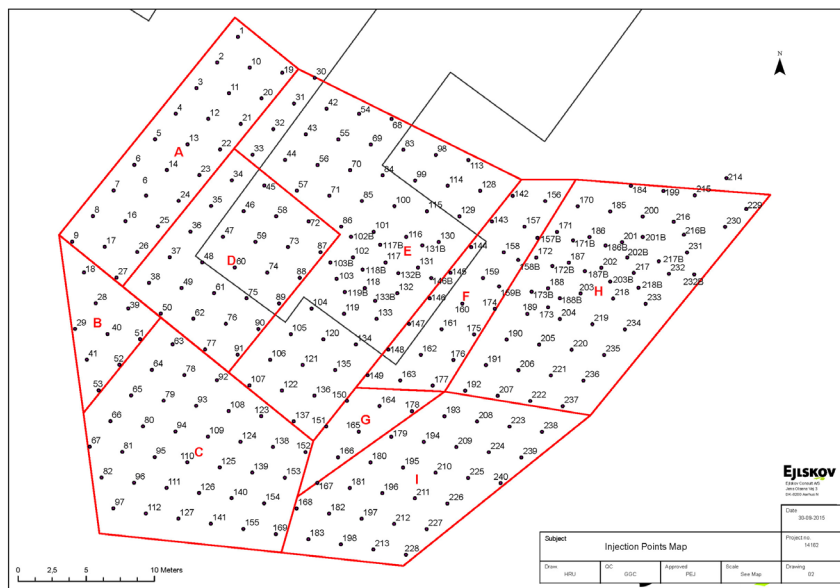 1
2 10
3 11 19 30
4 12 20 31 42 54 68
5 13 21 32 43 55 69 83 98 113
A
6 14 22 33 44 56 70 84 99 114 128 142 156 170 184 199 215 214
7 15 23 34 45 57 71 85 100 115 129 143 157 171 185 200 216 229
8 16 24 35 46 58 72 86 101 116 130 144 158 157B 172 171B 186 186B 201 201B 216B 230
9 17 25 36 47 59 73 87 102B 102 117B 117 131B 131 E 145 159 158B 172B 187 187B 202 202B 217 217B 231
18 26 37 48 60 D 74 88 103B 103 118B 118 132B 132 146B 146 F 160 159B 173B 173 188 188B 203 203B H 218 218B 232 232B
B 27 38 49 61 75 89 104 119B 119 133B 133 147 161 174 189 204 219 233
28 39 50 62 76 90 105 120 134 148 162 175 190 205 220 234
29 40 51 63 77 91 106 121 135 149 163 176 191 206 221 235
41 52 64 78 92 107 122 136 150 164 177 192 207 222 236
53 65 79 93 108 123 137 151 G 165 178 193 208 223 237
66 80 94 109 124 138 152 166 179 194 209 224 238
67 81 95 110 C 125 139 153 167 180 195 I 210 225 239
82 96 111 126 140 154 168 181 196 211 226 240
97 112 127 141 155 169 182 197 212 227
183 198 213 228
0 2,5 5 10 Meters
N
EJLSKOV
Ejlskov Consult A/S
Jens Olsens Vej 3
DK-8200 Aarhus N
Date
30-09-2015
Subject
Injection Points Map
Project no.
14102
Draw
HRU
QC
GGC
Approved
PEJ
Scale
See Map
Drawing
02